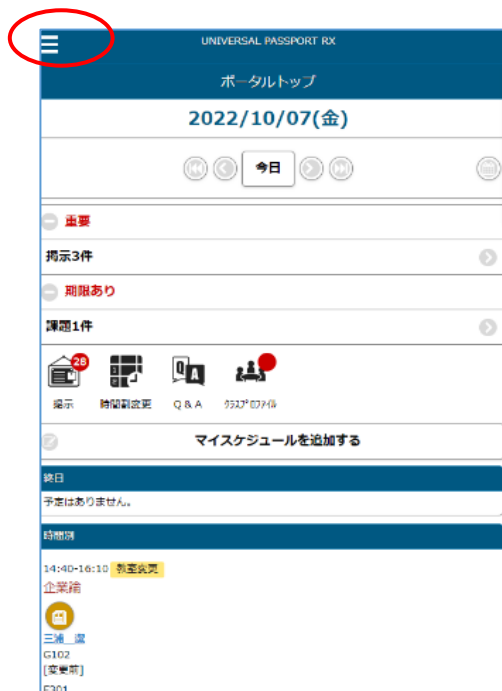 UNIVERSAL PASSPORT RX
ポータルトップ
2022/10/07(金)
今日
重要
掲示3件
期限あり
課題1件
28
掲示 時間割変更 Q & A クラスプロファイル
マイスケジュールを追加する
終日
予定はありません。
時間別
14:40-16:10 教室変更
企業論
三浦 潔
G102
[変更前]
F301